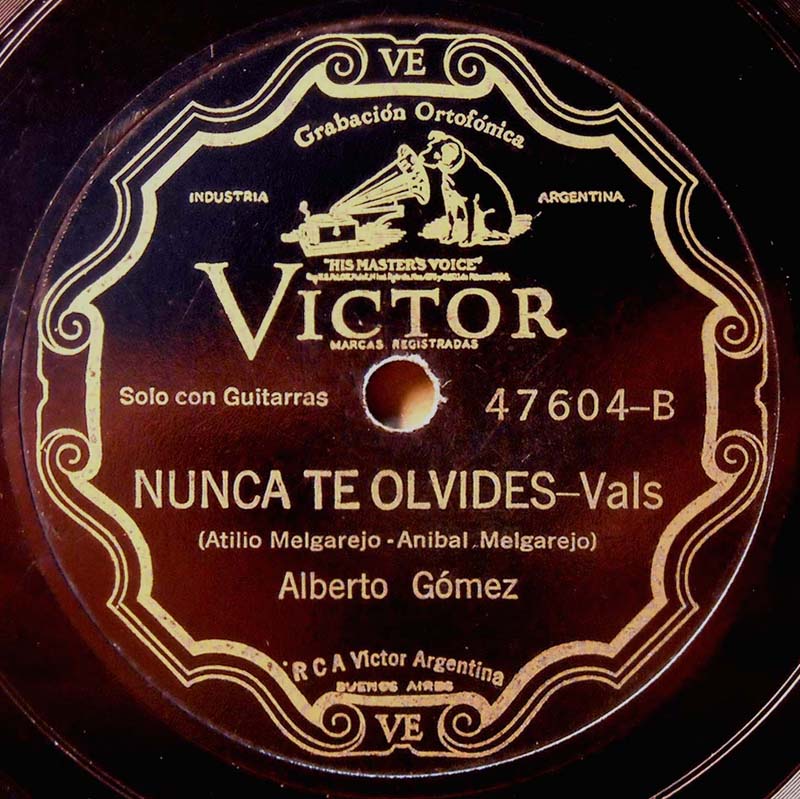 VE
Grabación Ortofónica
INDUSTRIA
ARGENTINA
"HIS MASTER'S VOICE"
VICTOR
MARCAS REGISTRADAS
Solo con Guitarras
47604-B
NUNCA TE OLVIDES-Vals
(Atilio Melgarejo - Anibal Melgarejo)
Alberto Gómez
RCA Victor Argentina
BUENOS AIRES
VE